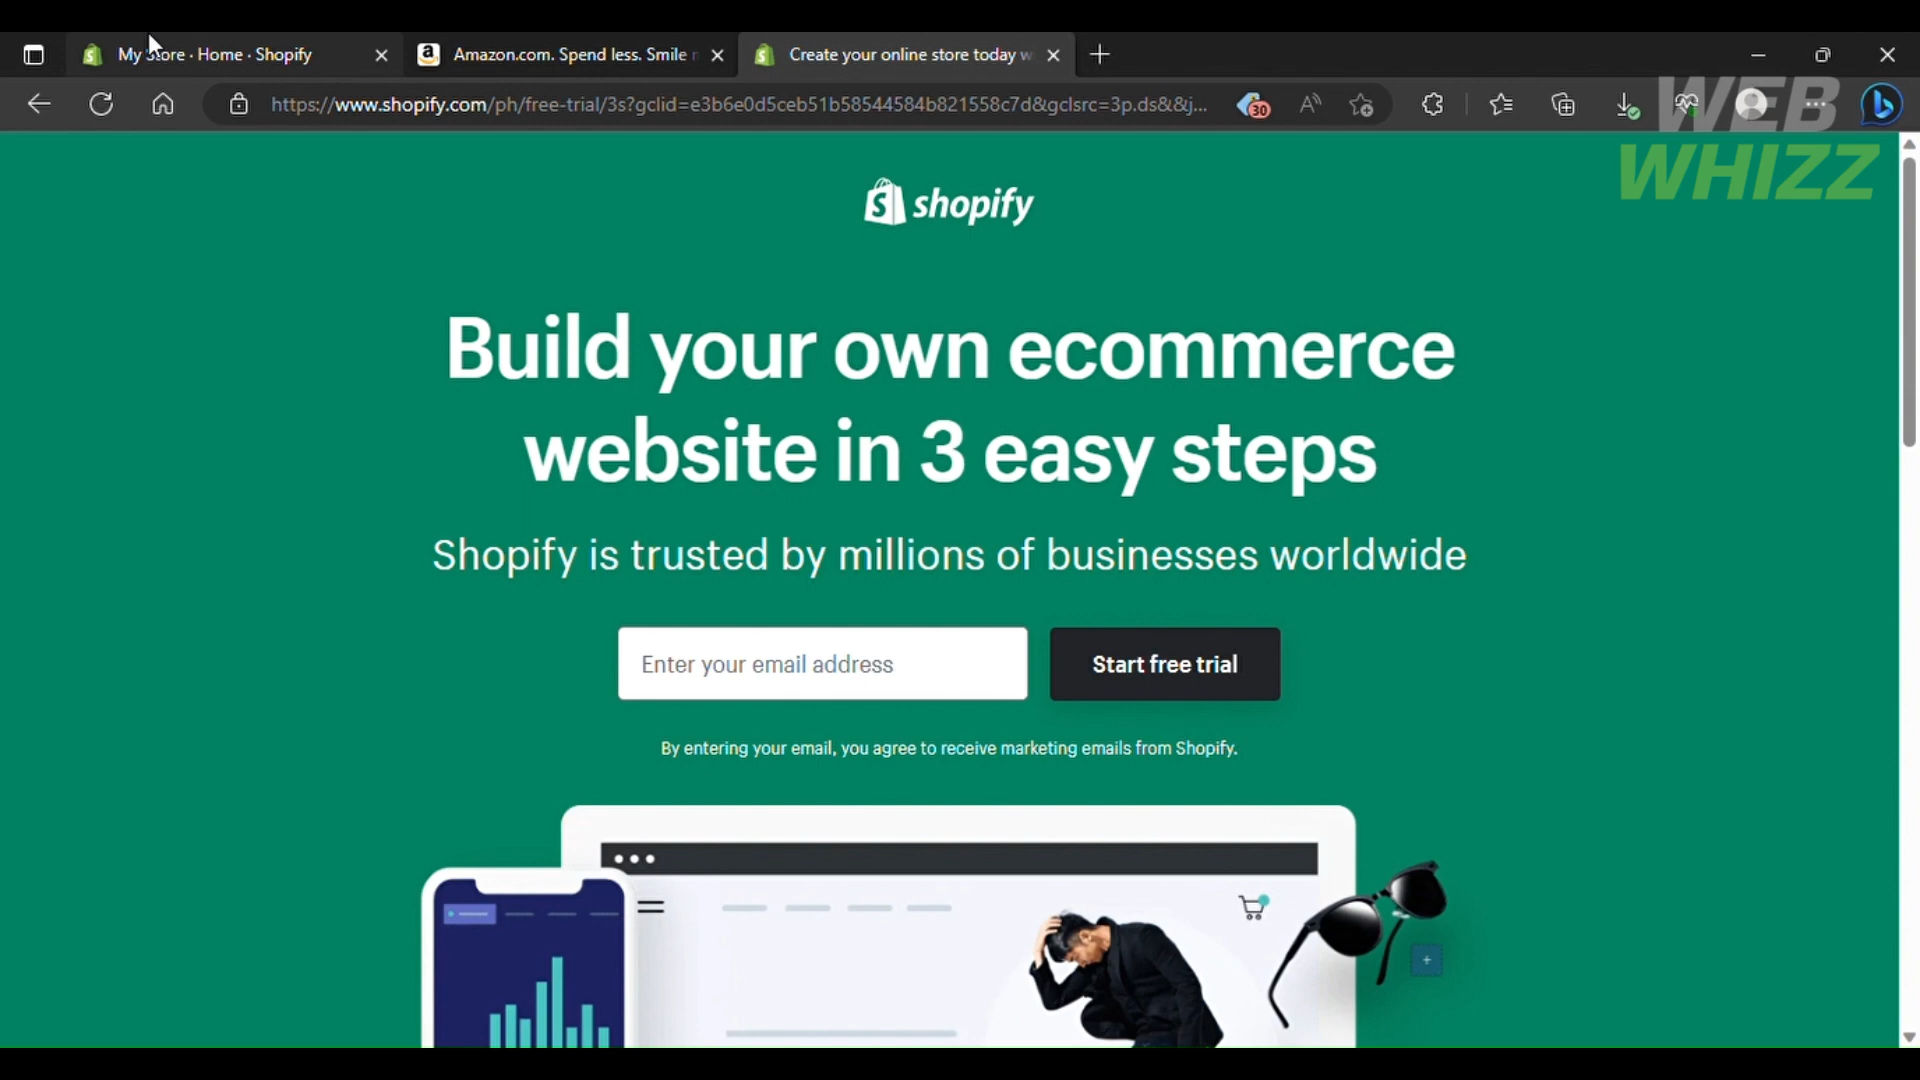 My Store · Home · Shopify
Amazon.com. Spend less. Smile
Create your online store today
https://www.shopify.com/ph/free-trial/3s?gclid=e3b6e0d5ceb51b58544584b821558c7d&gclsrc=3p.ds&&j...
30
WEB
WHIZZ
shopify
Build your own ecommerce
website in 3 easy steps
Shopify is trusted by millions of businesses worldwide
Enter your email address
Start free trial
By entering your email, you agree to receive marketing emails from Shopify.